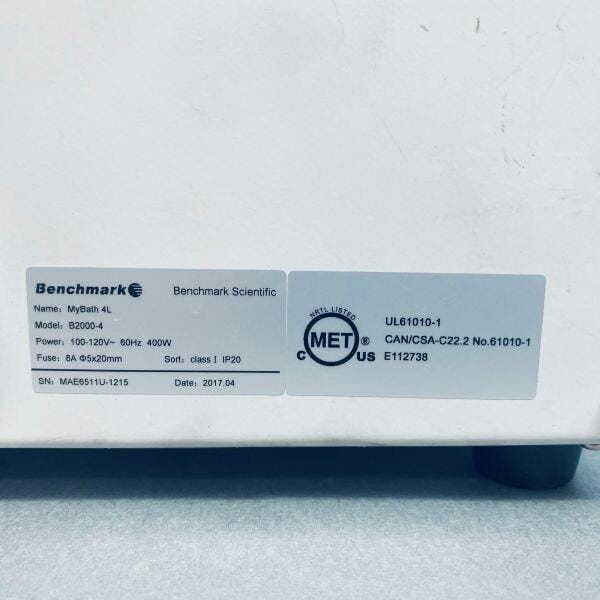 Benchmark Benchmark Scientific
Name: MyBath 4L
Model: B2000-4
Power: 100-120V~ 60Hz 400W
Fuse: 8A Φ5x20mm Sort: class I IP20
SN: MAE6511U-1215 Date: 2017.04
NRTL LISTED
MET ®
C US
UL61010-1
CAN/CSA-C22.2 No.61010-1
E112738